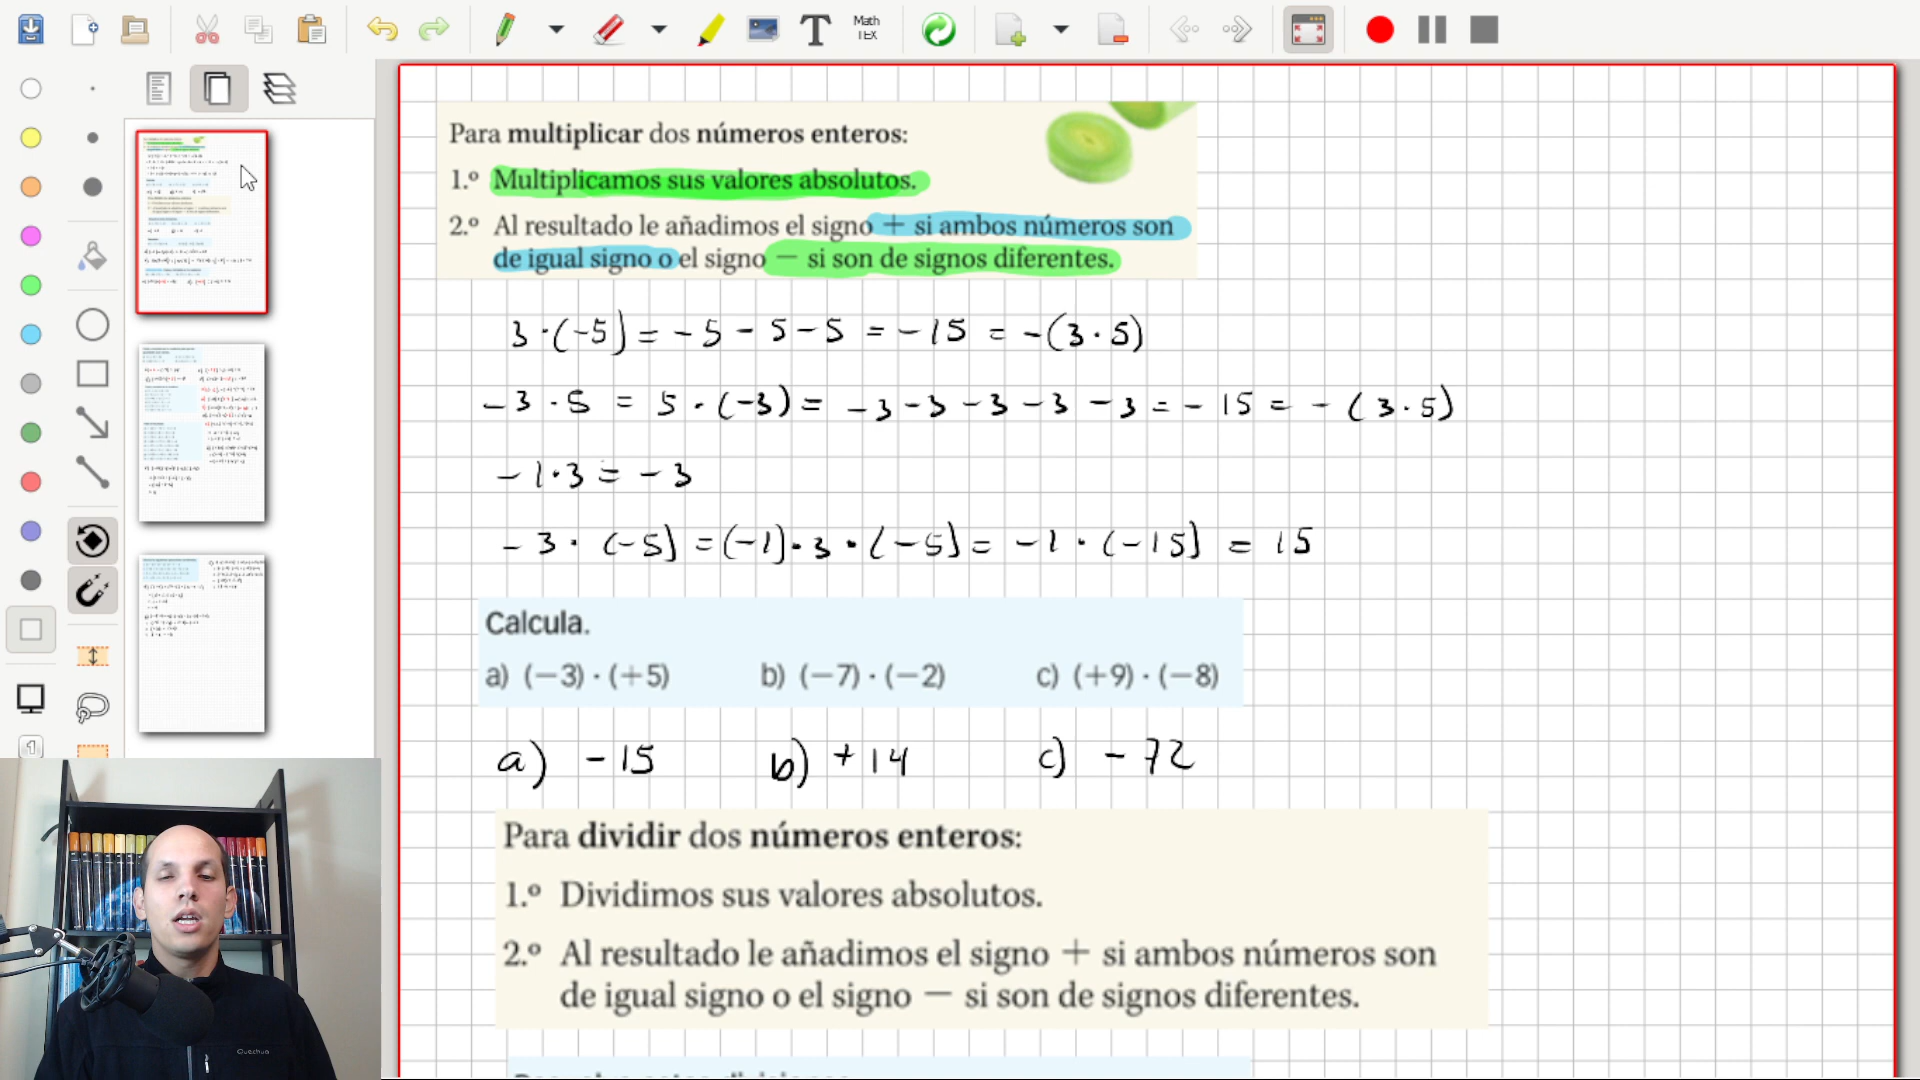 Math
TEX
Para multiplicar dos números enteros:
1.º Multiplicamos sus valores absolutos.
2.º Al resultado le añadimos el signo + si ambos números son
de igual signo o el signo − si son de signos diferentes.
3 · (-5) = -5 - 5 - 5 = -15 = -(3 · 5)
-3 · 5 = 5 · (-3) = -3 -3 -3 -3 -3 = -15 = -(3 · 5)
-1 · 3 = -3
-3 · (-5) = (-1) · 3 · (-5) = -1 · (-15) = 15
Calcula.
a) (−3) · (+5) b) (−7) · (−2) c) (+9) · (−8)
a) -15 b) +14 c) -72
Para dividir dos números enteros:
1.º Dividimos sus valores absolutos.
2.º Al resultado le añadimos el signo + si ambos números son
de igual signo o el signo − si son de signos diferentes.
1
Quechua